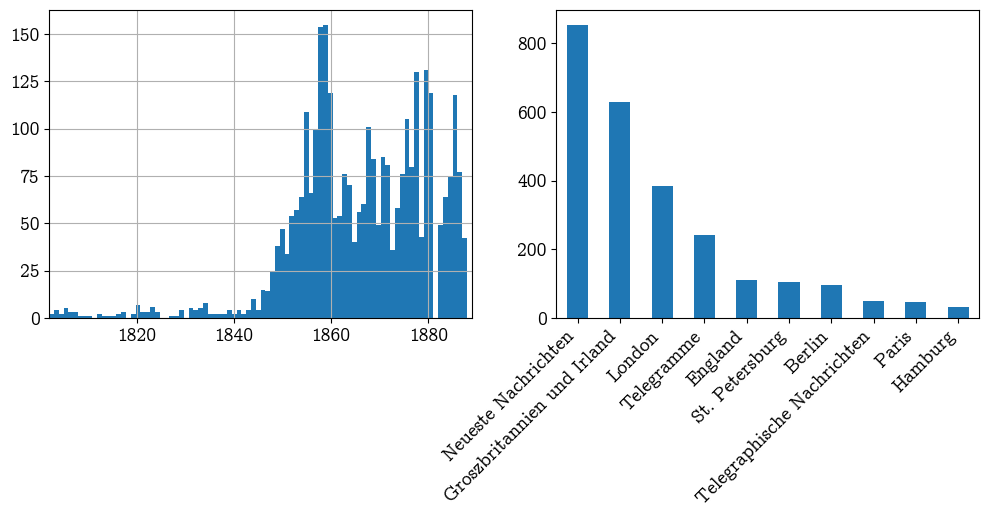 150
125
100
75
50
25
0
1820
1840
1860
1880
800
600
400
200
0
Neueste Nachrichten
Groszbritannien und Irland
London
Telegramme
England
St. Petersburg
Berlin
Telegraphische Nachrichten
Paris
Hamburg